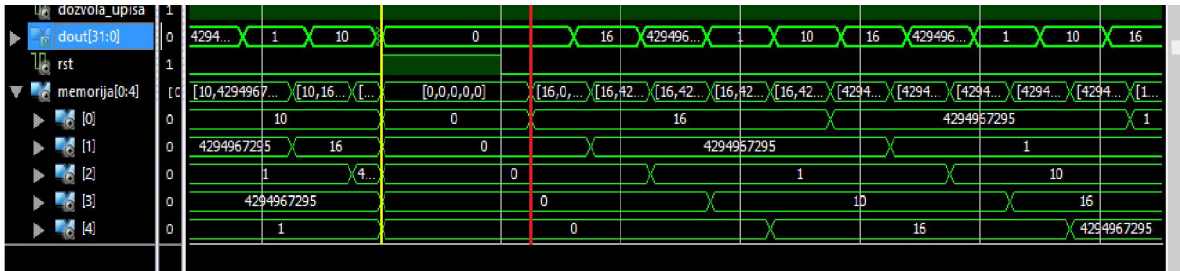 dozvola_upisa 1
dout[31:0] 0 4294... 1 10 0 16 429496... 1 10 16 429496... 1 10 16
rst 1
memorija[0:4] [0 [10,4294967... [10,16... [... [0,0,0,0,0] [16,0,... [16,42... [16,42... [16,42... [16,42... [4294... [4294... [4294... [4294... [4294... [1...
[0] 0 10 0 16 4294967295 1
[1] 0 4294967295 16 0 4294967295 1
[2] 0 1 4... 0 1 10
[3] 0 4294967295 0 10 16
[4] 0 1 0 16 4294967295